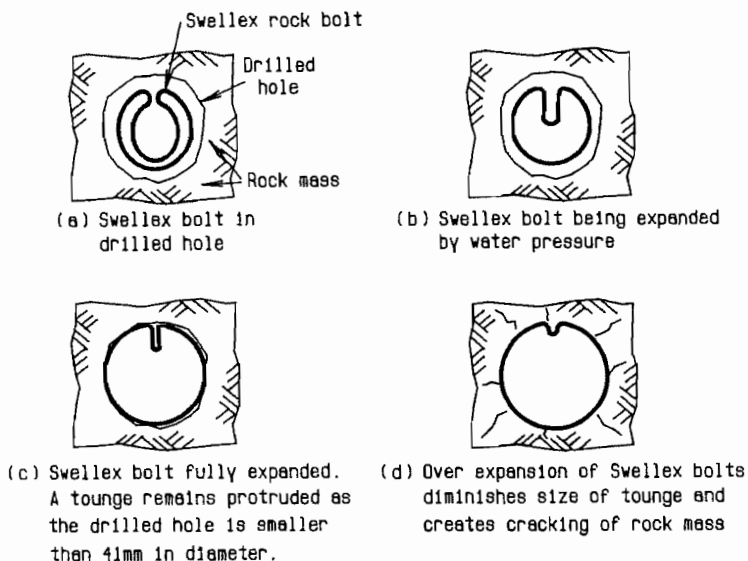 Swellex rock bolt
Drilled
hole
Rock mass
(a) Swellex bolt in
drilled hole
(b) Swellex bolt being expanded
by water pressure
(c) Swellex bolt fully expanded.
A tounge remains protruded as
the drilled hole is smaller
than 41mm in diameter.
(d) Over expansion of Swellex bolts
diminishes size of tounge and
creates cracking of rock mass